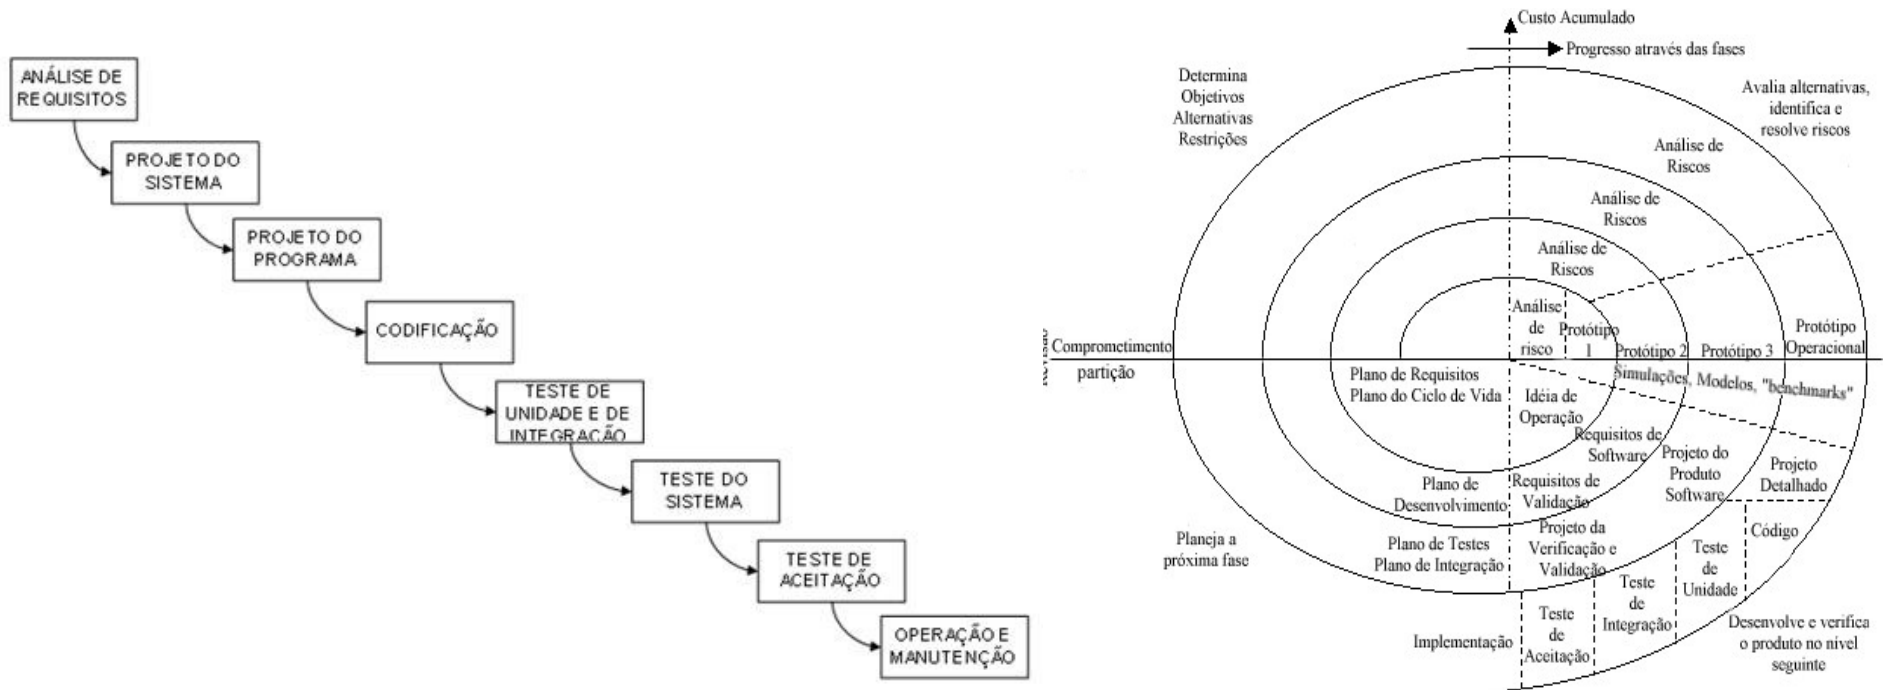 ANÁLISE DE
REQUISITOS
PROJETO DO
SISTEMA
PROJETO DO
PROGRAMA
CODIFICAÇÃO
TESTE DE
UNIDADE E DE
INTEGRAÇÃO
TESTE DO
SISTEMA
TESTE DE
ACEITAÇÃO
OPERAÇÃO E
MANUTENÇÃO
Custo Acumulado
Progresso através das fases
Determina
Objetivos
Alternativas
Restrições
Avalia alternativas,
identifica e
resolve riscos
Análise de
Riscos
Análise de
Riscos
Análise de
Riscos
Análise
de
risco
Protótipo
1
Protótipo 2
Protótipo 3
Protótipo
Operacional
Revisão
Comprometimento
partição
Simulações, Modelos, "benchmarks"
Plano de Requisitos
Plano do Ciclo de Vida
Idéia de
Operação
Requisitos de
Software
Projeto do
Produto
Software
Projeto
Detalhado
Plano de
Desenvolvimento
Requisitos de
Validação
Planeja a
próxima fase
Plano de Testes
Plano de Integração
Projeto da
Verificação e
Validação
Código
Teste
de
Unidade
Teste
de
Integração
Teste
de
Aceitação
Implementação
Desenvolve e verifica
o produto no nível
seguinte